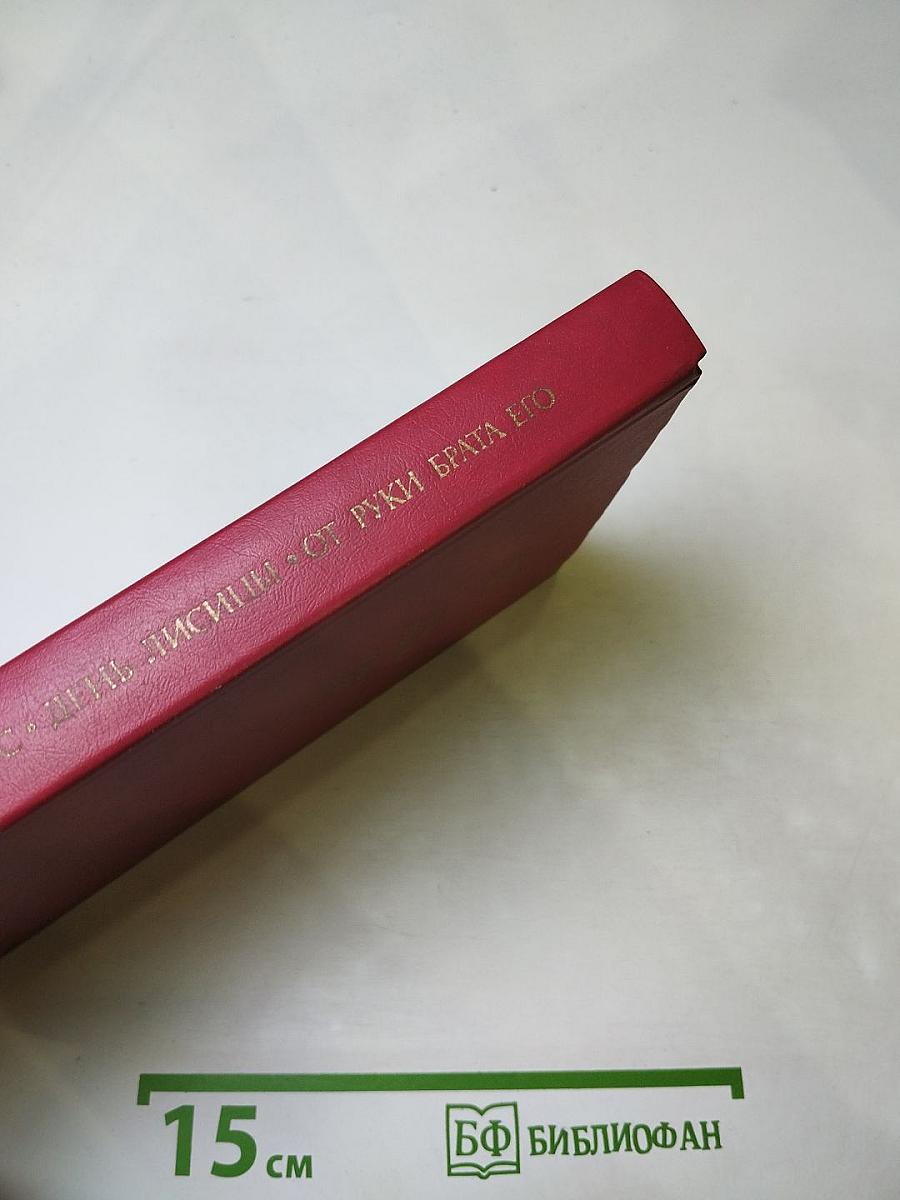 С • ДЕНЬ ЛИСИЦЫ • ОТ РУКИ БРАТА ЕГО
15 см
БФ БИБЛИОФАН